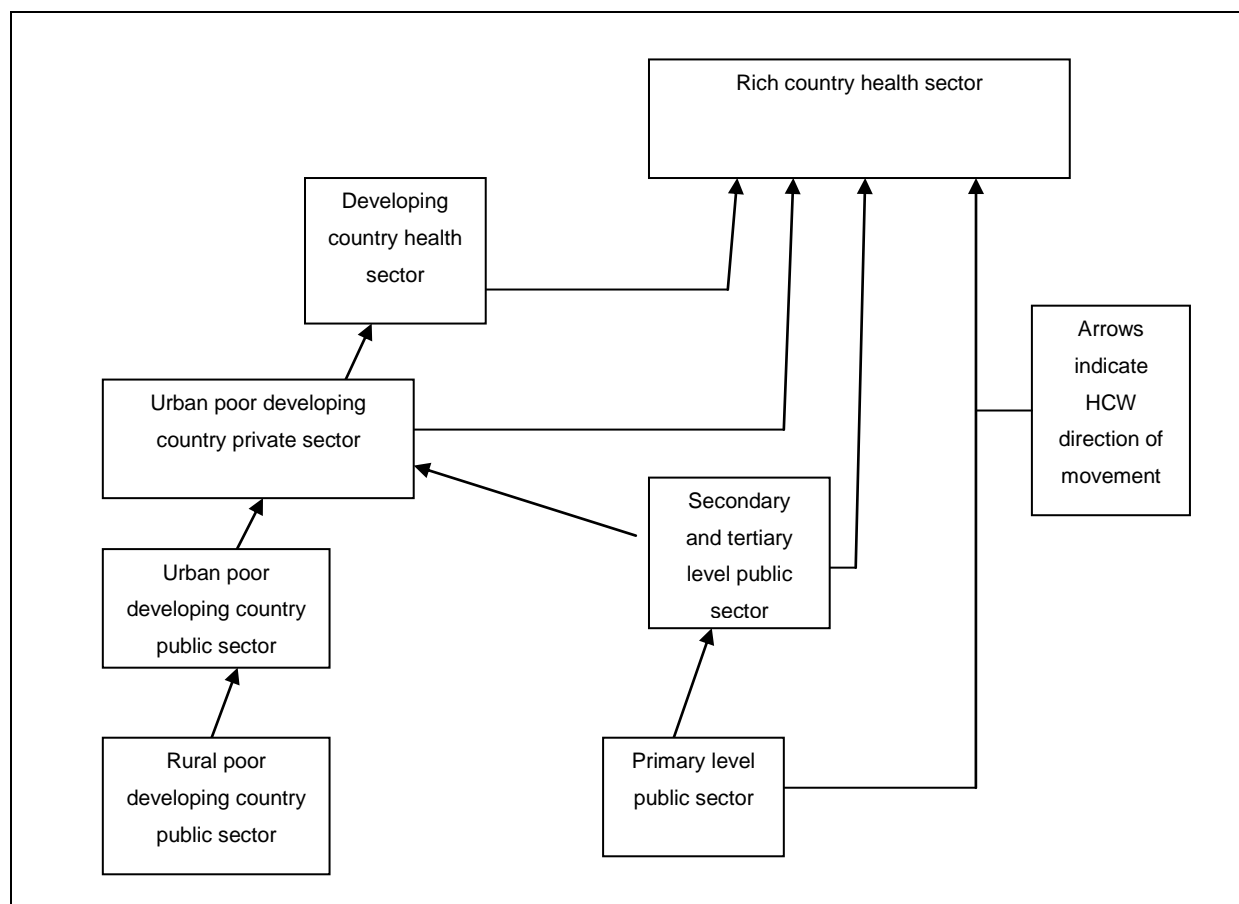 Rich country health sector
Developing
country health
sector
Arrows
indicate
HCW
direction of
movement
Urban poor developing
country private sector
Secondary
and tertiary
level public
sector
Urban poor
developing country
public sector
Rural poor
developing country
public sector
Primary level
public sector